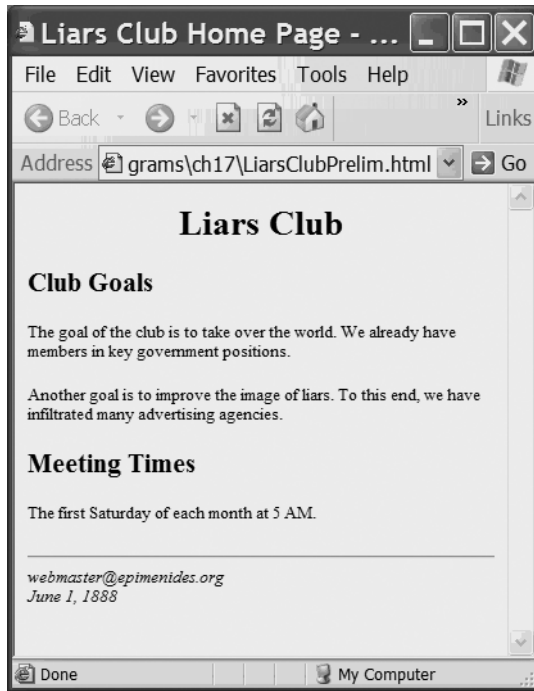 Liars Club Home Page - ...
File Edit View Favorites Tools Help
Back » Links
Address grams\ch17\LiarsClubPrelim.html Go
Liars Club
Club Goals
The goal of the club is to take over the world. We already have
members in key government positions.
Another goal is to improve the image of liars. To this end, we have
infiltrated many advertising agencies.
Meeting Times
The first Saturday of each month at 5 AM.
webmaster@epimenides.org
June 1, 1888
Done My Computer